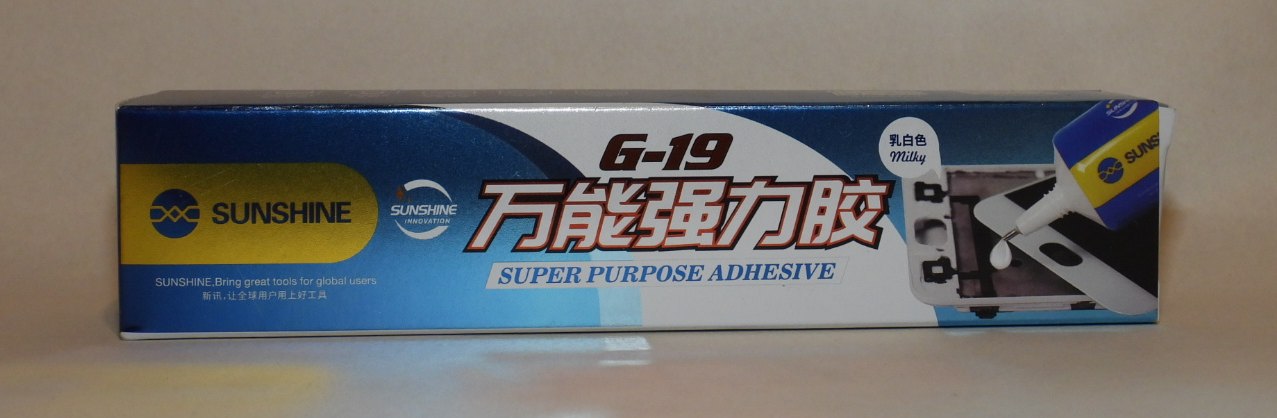 SUNSHINE
SUNSHINE.Bring great tools for global users
新讯,让全球用户用上好工具
SUNSHINE
INNOVATION
G-19
万能强力胶
SUPER PURPOSE ADHESIVE
乳白色
Milky
SUNS